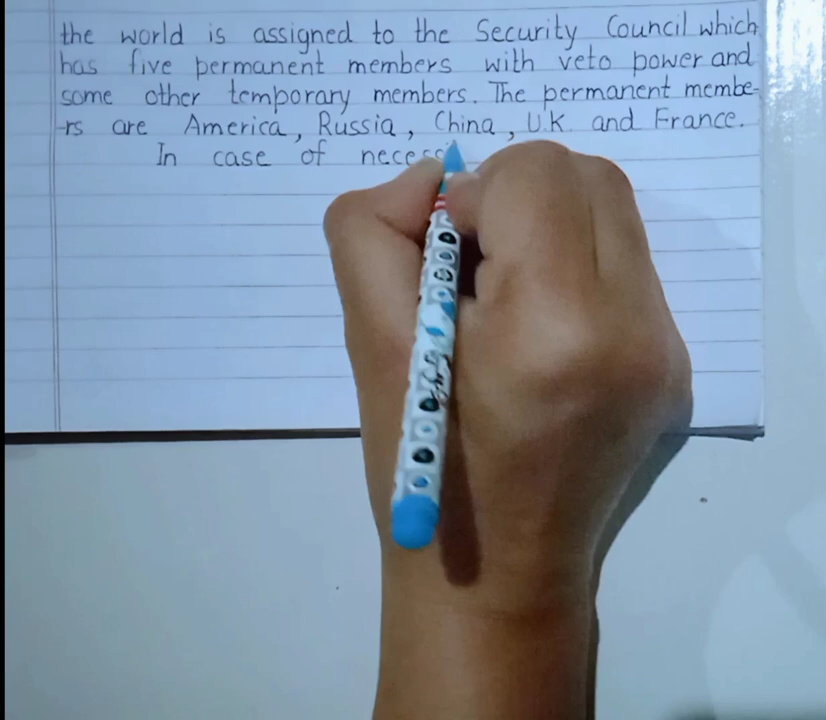 the world is assigned to the Security Council which
has five permanent members with veto power and
some other temporary members. The permanent membe-
-rs are America, Russia, China, U.K. and France.
In case of